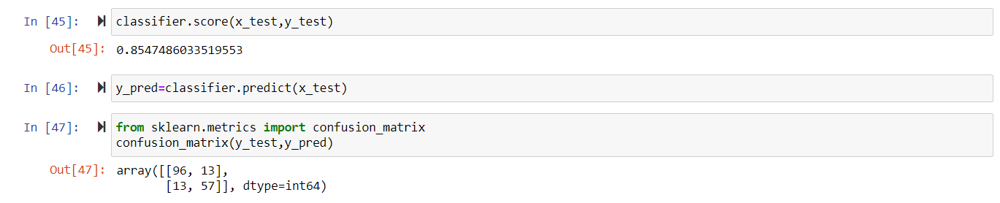 In [45]: classifier.score(x_test,y_test)
Out[45]: 0.8547486033519553
In [46]: y_pred=classifier.predict(x_test)
In [47]: from sklearn.metrics import confusion_matrix
confusion_matrix(y_test,y_pred)
Out[47]: array([[96, 13],
[13, 57]], dtype=int64)